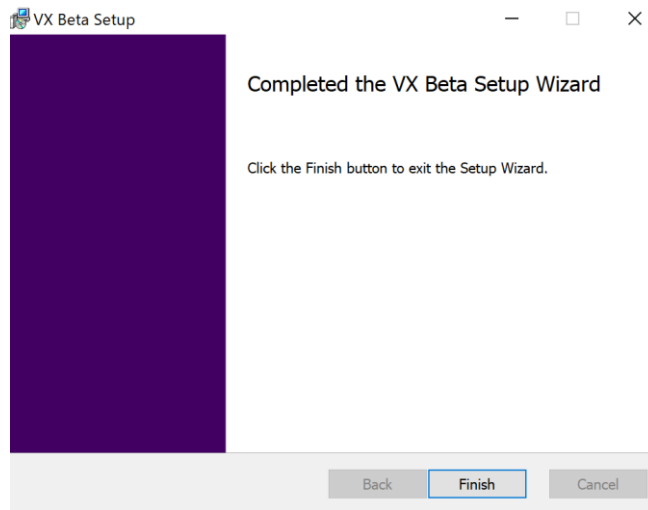 VX Beta Setup
Completed the VX Beta Setup Wizard
Click the Finish button to exit the Setup Wizard.
Back Finish Cancel